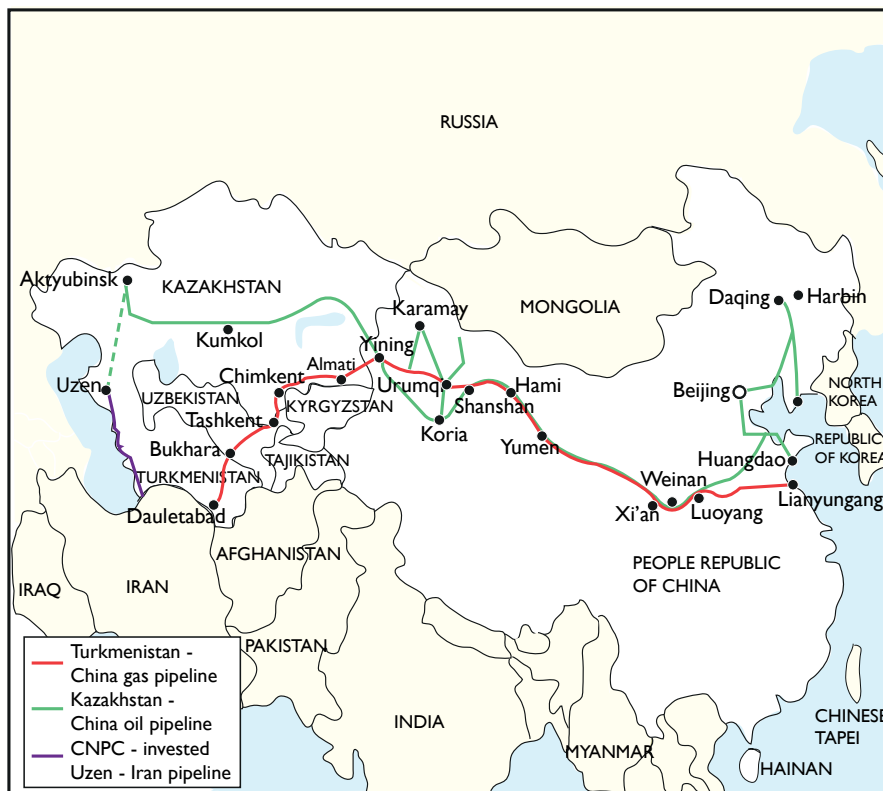 RUSSIA
Aktyubinsk
KAZAKHSTAN
Karamay
MONGOLIA
Daqing
Harbin
Kumkol
Yining
Almati
Chimkent
Urumqi
Hami
Uzen
UZBEKISTAN
Shanshan
Beijing
NORTH
KOREA
KYRGYZSTAN
Tashkent
Koria
Yumen
REPUBLIC
OF KOREA
Bukhara
TAJIKISTAN
Huangdao
TURKMENISTAN
Weinan
Lianyungang
Dauletabad
Xi'an
Luoyang
AFGHANISTAN
PEOPLE REPUBLIC
OF CHINA
IRAQ
IRAN
PAKISTAN
Turkmenistan -
China gas pipeline
Kazakhstan -
China oil pipeline
CNPC - invested
Uzen - Iran pipeline
INDIA
MYANMAR
CHINESE
TAPEI
HAINAN